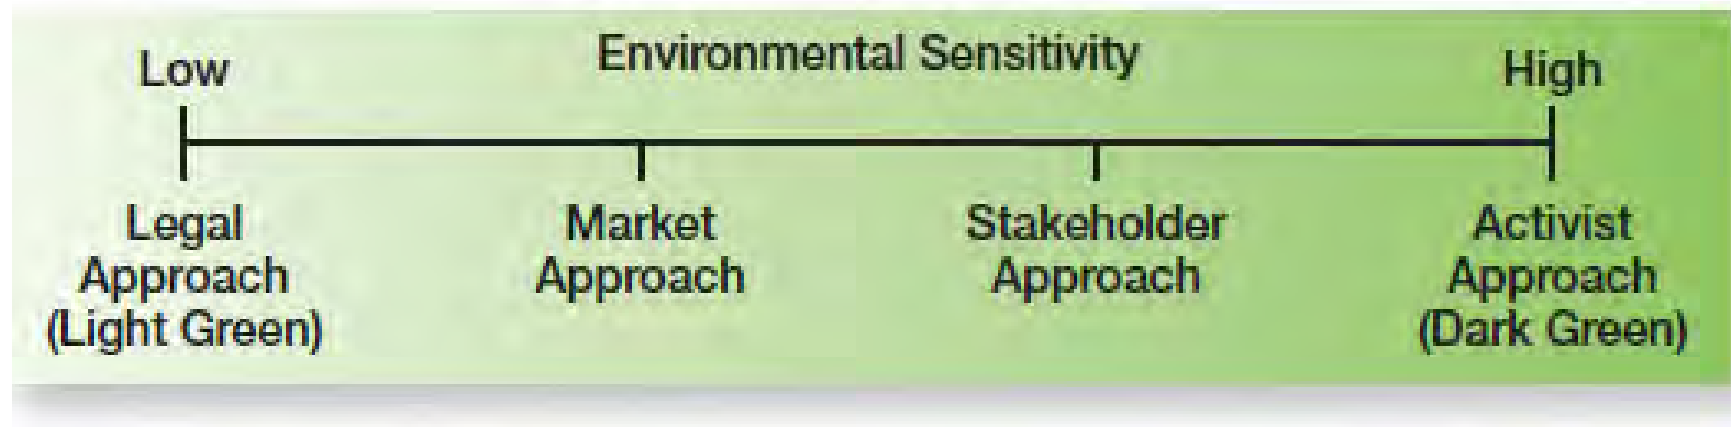 Low
Environmental Sensitivity
High
Legal
Approach
(Light Green)
Market
Approach
Stakeholder
Approach
Activist
Approach
(Dark Green)